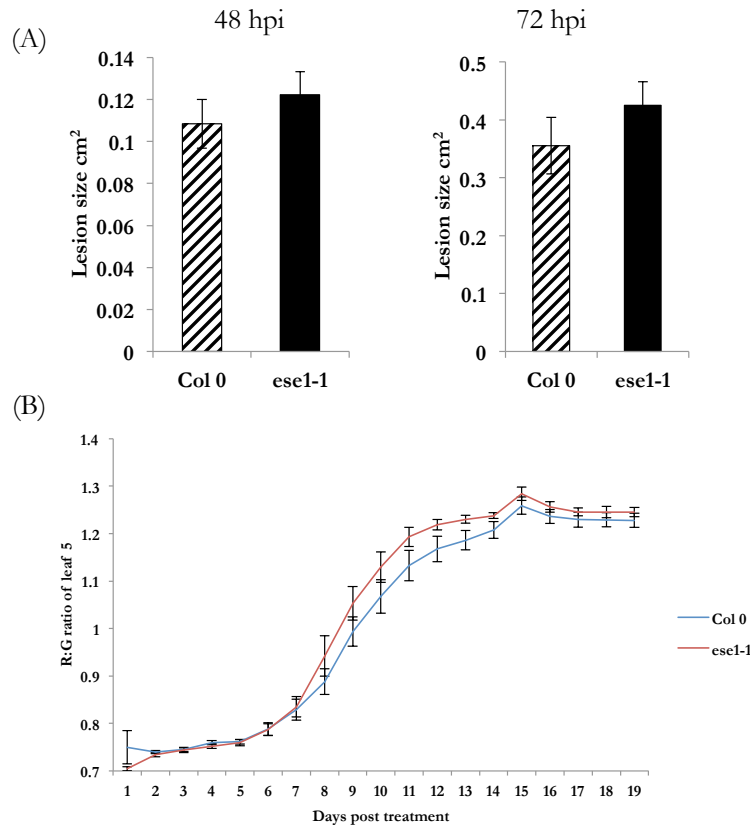 48 hpi
72 hpi
(A)
Lesion size cm²
0.14
0.12
0.1
0.08
0.06
0.04
0.02
0
Col 0 ese1-1
Lesion size cm²
0.5
0.4
0.3
0.2
0.1
0
Col 0 ese1-1
(B)
R:G ratio of leaf 5
1.4
1.3
1.2
1.1
1
0.9
0.8
0.7
1 2 3 4 5 6 7 8 9 10 11 12 13 14 15 16 17 18 19
Days post treatment
Col 0
ese1-1